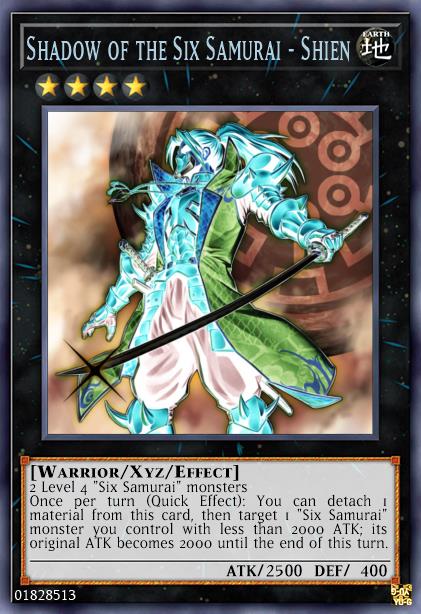 Shadow of the Six Samurai - Shien
EARTH
地
[Warrior/Xyz/Effect]
2 Level 4 "Six Samurai" monsters
Once per turn (Quick Effect): You can detach 1
material from this card, then target 1 "Six Samurai"
monster you control with less than 2000 ATK; its
original ATK becomes 2000 until the end of this turn.
ATK/2500 DEF/ 400
01828513